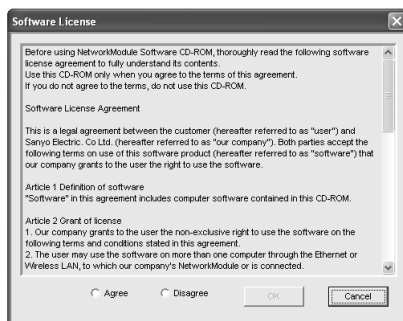 Software License
Before using NetworkModule Software CD-ROM, thoroughly read the following software
license agreement to fully understand its contents.
Use this CD-ROM only when you agree to the terms of this agreement.
If you do not agree to the terms, do not use this CD-ROM.
Software License Agreement
This is a legal agreement between the customer (hereafter referred to as "user") and
Sanyo Electric. Co Ltd. (hereafter referred to as "our company"). Both parties accept the
following terms on use of this software product (hereafter referred to as "software") that
our company grants to the user the right to use the software.
Article 1 Definition of software
"Software" in this agreement includes computer software contained in this CD-ROM.
Article 2 Grant of license
1. Our company grants to the user the non-exclusive right to use the software on the
following terms and conditions stated in this agreement.
2. The user may use the software on more than one computer through the Ethernet or
Wireless LAN, to which our company's NetworkModule or is connected.
Agree Disagree OK Cancel